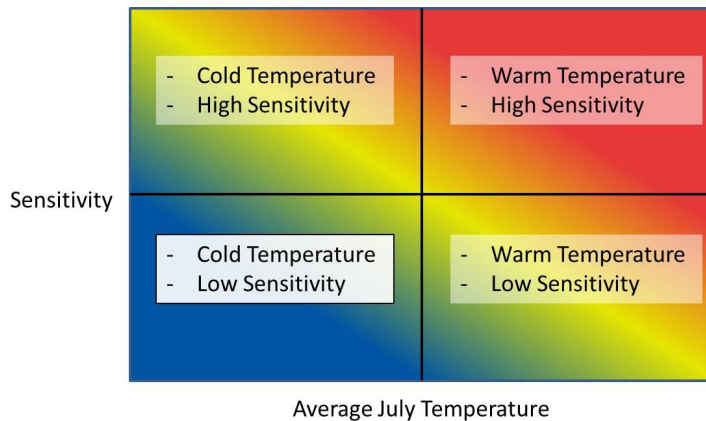 - Cold Temperature
- High Sensitivity
- Warm Temperature
- High Sensitivity
Sensitivity
- Cold Temperature
- Low Sensitivity
- Warm Temperature
- Low Sensitivity
Average July Temperature